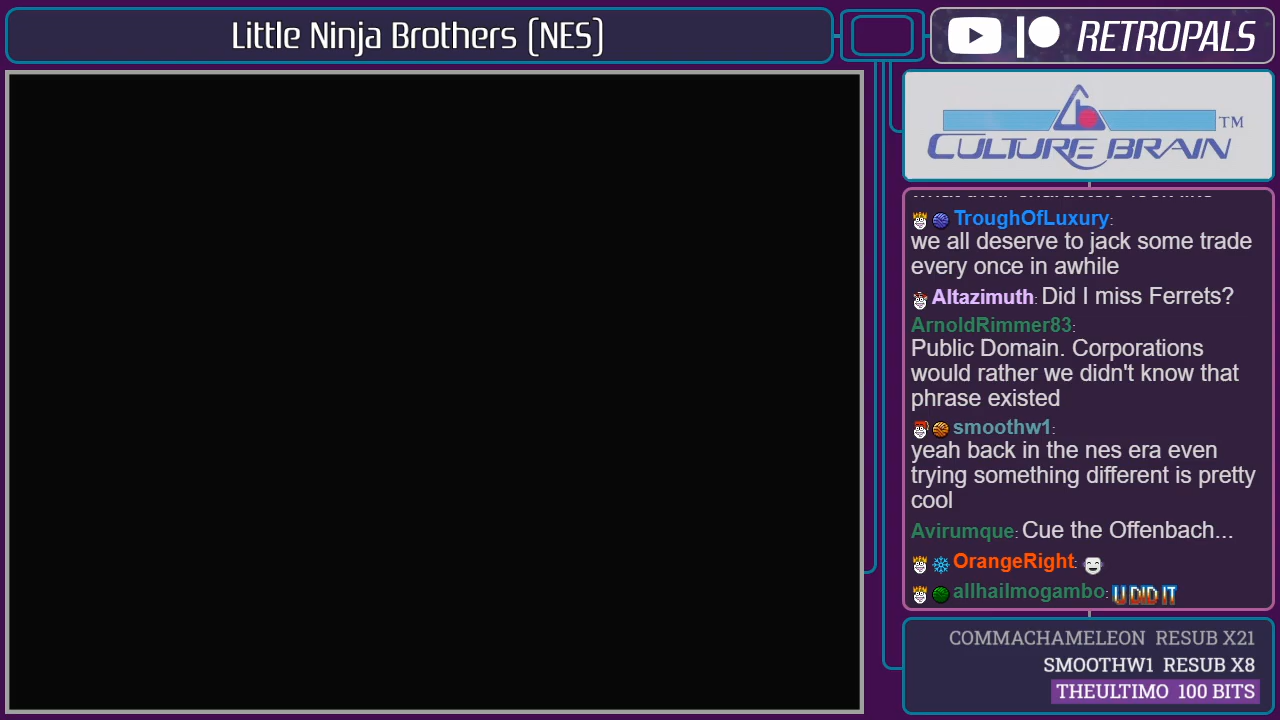 Little Ninja Brothers (NES)
RETROPALS
CULTURE BRAIN™
TroughOfLuxury:
we all deserve to jack some trade
every once in awhile
Altazimuth: Did I miss Ferrets?
ArnoldRimmer83:
Public Domain. Corporations
would rather we didn't know that
phrase existed
smoothw1:
yeah back in the nes era even
trying something different is pretty
cool
Avirumque: Cue the Offenbach...
OrangeRight:
allhailmogambo: U DID IT
COMMACHAMELEON RESUB X21
SMOOTHW1 RESUB X8
THEULTIMO 100 BITS